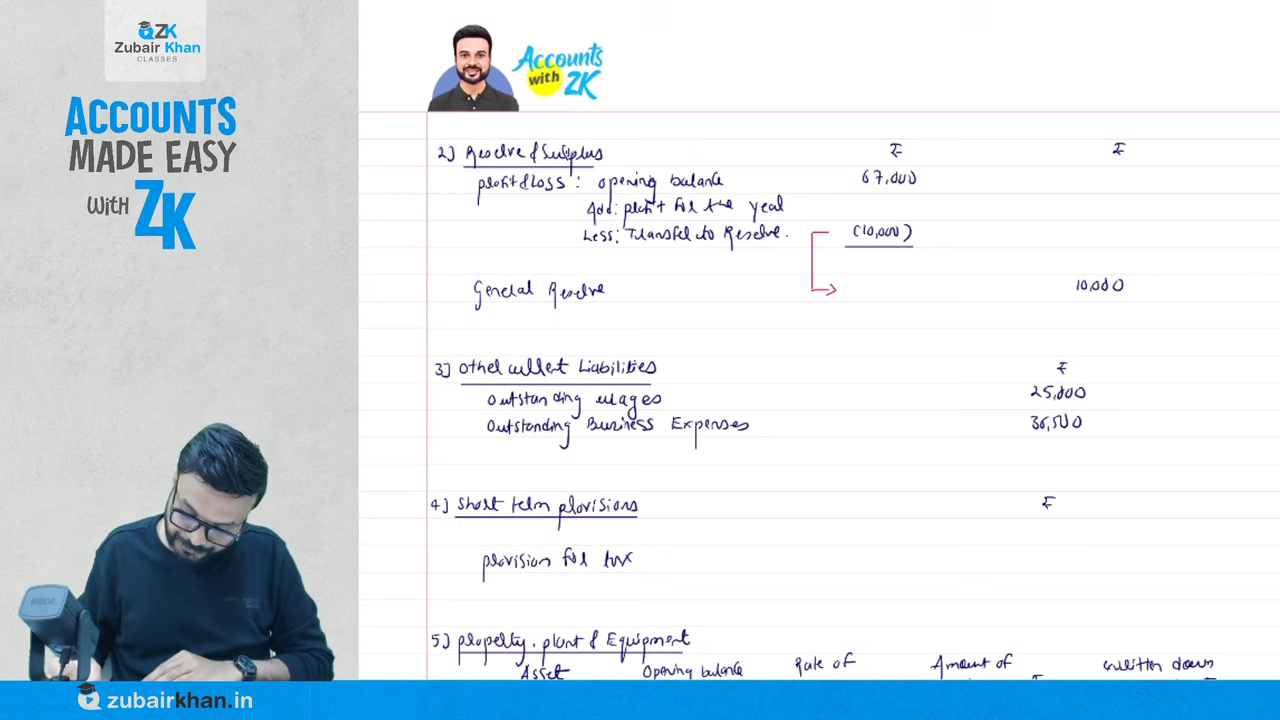 ZK
Zubair Khan
CLASSES
ACCOUNTS
MADE EASY
with ZK
Accounts
with ZK
2] Reserve & Surplus ₹ ₹
profit & Loss : opening balance 67,000
Add: profit for the year
Less: Transfer to Reserve. (10,000)
General Reserve 10,000
3] Other current Liabilities ₹
Outstanding wages 25,000
Outstanding Business Expenses 36,500
4] Short term provisions ₹
provision for tax
5] Property, plant & Equipment
Asset Opening balance Rate of Amount of written down
zubairkhan.in